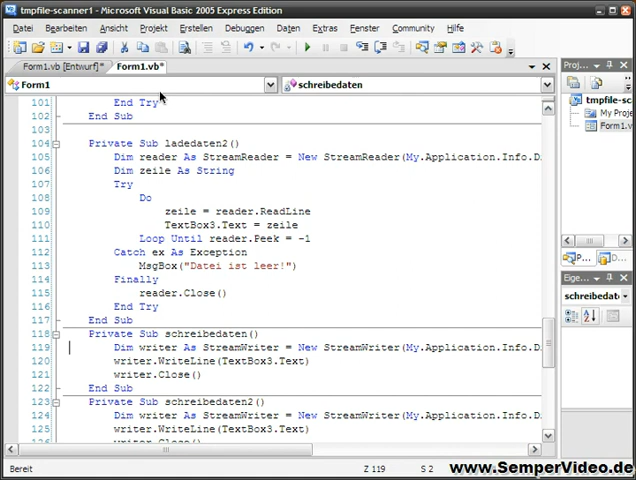 tmpfile-scanner1 - Microsoft Visual Basic 2005 Express Edition
Datei Bearbeiten Ansicht Projekt Erstellen Debuggen Daten Extras Fenster Community Hilfe
Form1.vb [Entwurf]* Form1.vb*
Form1 schreibedaten
101 End Try
102 End Sub
103
104 Private Sub ladedaten2()
105 Dim reader As StreamReader = New StreamReader(My.Application.Info.D
106 Dim zeile As String
107 Try
108 Do
109 zeile = reader.ReadLine
110 TextBox3.Text = zeile
111 Loop Until reader.Peek = -1
112 Catch ex As Exception
113 MsgBox("Datei ist leer!")
114 Finally
115 reader.Close()
116 End Try
117 End Sub
118 Private Sub schreibedaten()
119 Dim writer As StreamWriter = New StreamWriter(My.Application.Info.D
120 writer.WriteLine(TextBox3.Text)
121 writer.Close()
122 End Sub
123 Private Sub schreibedaten2()
124 Dim writer As StreamWriter = New StreamWriter(My.Application.Info.D
125 writer.WriteLine(TextBox3.Text)
126 writer.Close()
Proj...
tmpfile-sc
My Proje
Form1.v
P... D...
Eige...
schreibedat
Bereit Z 119 S 2
www.SemperVideo.de